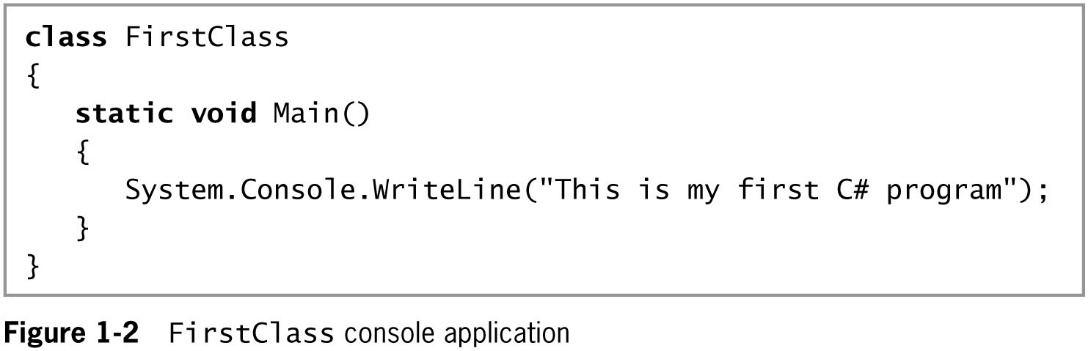 class FirstClass
{
   static void Main()
   {
      System.Console.WriteLine("This is my first C# program");
   }
}
Figure 1-2 FirstClass console application